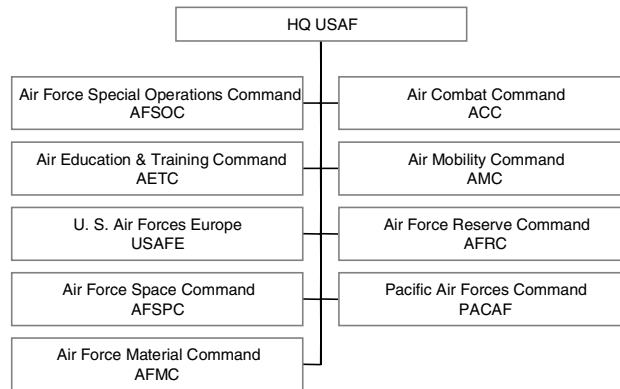 HQ USAF
Air Force Special Operations Command
AFSOC
Air Combat Command
ACC
Air Education & Training Command
AETC
Air Mobility Command
AMC
U. S. Air Forces Europe
USAFE
Air Force Reserve Command
AFRC
Air Force Space Command
AFSPC
Pacific Air Forces Command
PACAF
Air Force Material Command
AFMC